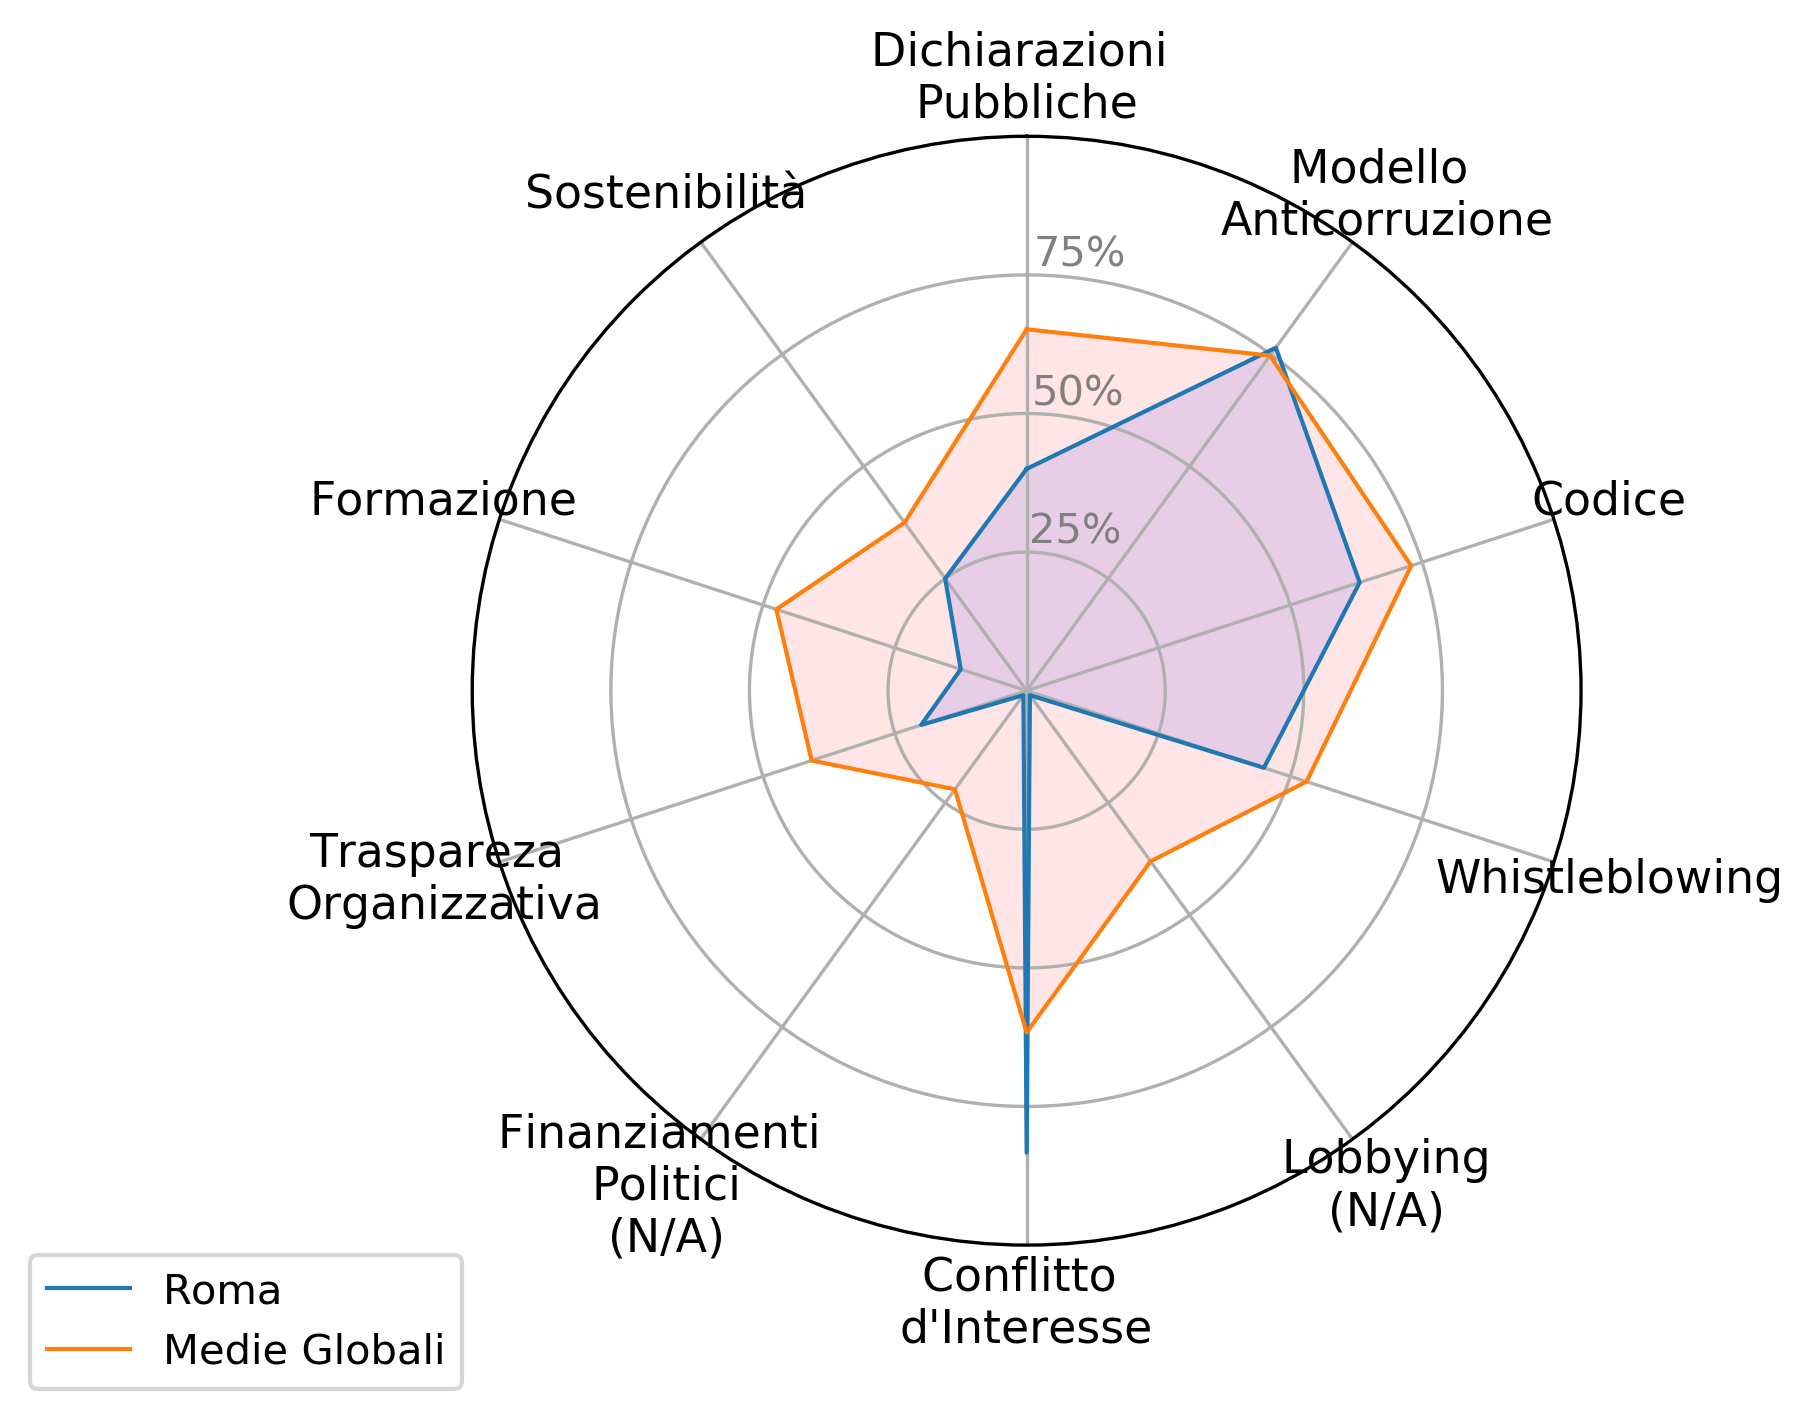 Dichiarazioni
Pubbliche
Modello
Anticorruzione
Sostenibilità
75%
50%
Formazione
Codice
25%
Traspareza
Organizzativa
Whistleblowing
Finanziamenti
Politici
(N/A)
Lobbying
(N/A)
Conflitto
d'Interesse
Roma
Medie Globali